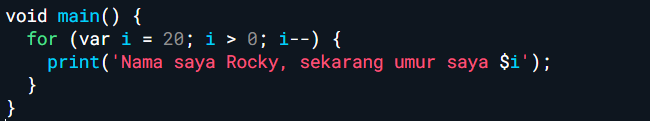 void main() {
  for (var i = 20; i > 0; i--) {
    print('Nama saya Rocky, sekarang umur saya $i');
  }
}